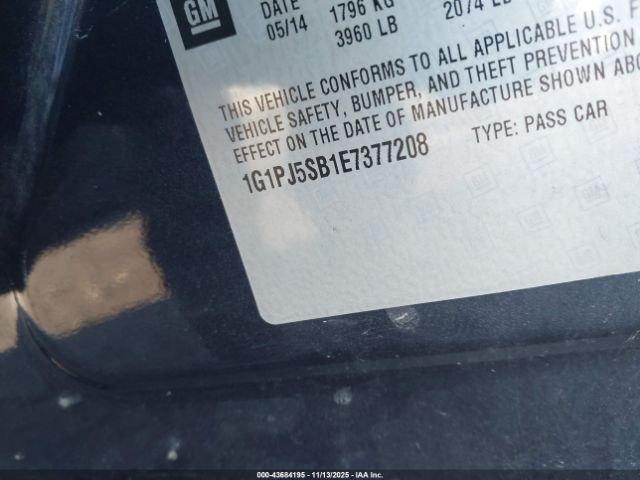 GM
DATE
05/14
1796 KG
3960 LB
2074 LB
THIS VEHICLE CONFORMS TO ALL APPLICABLE U.S. F
VEHICLE SAFETY, BUMPER, AND THEFT PREVENTION
EFFECT ON THE DATE OF MANUFACTURE SHOWN ABO
1G1PJ5SB1E7377208
TYPE: PASS CAR
000-43684195 - 11/13/2025 - IAA Inc.